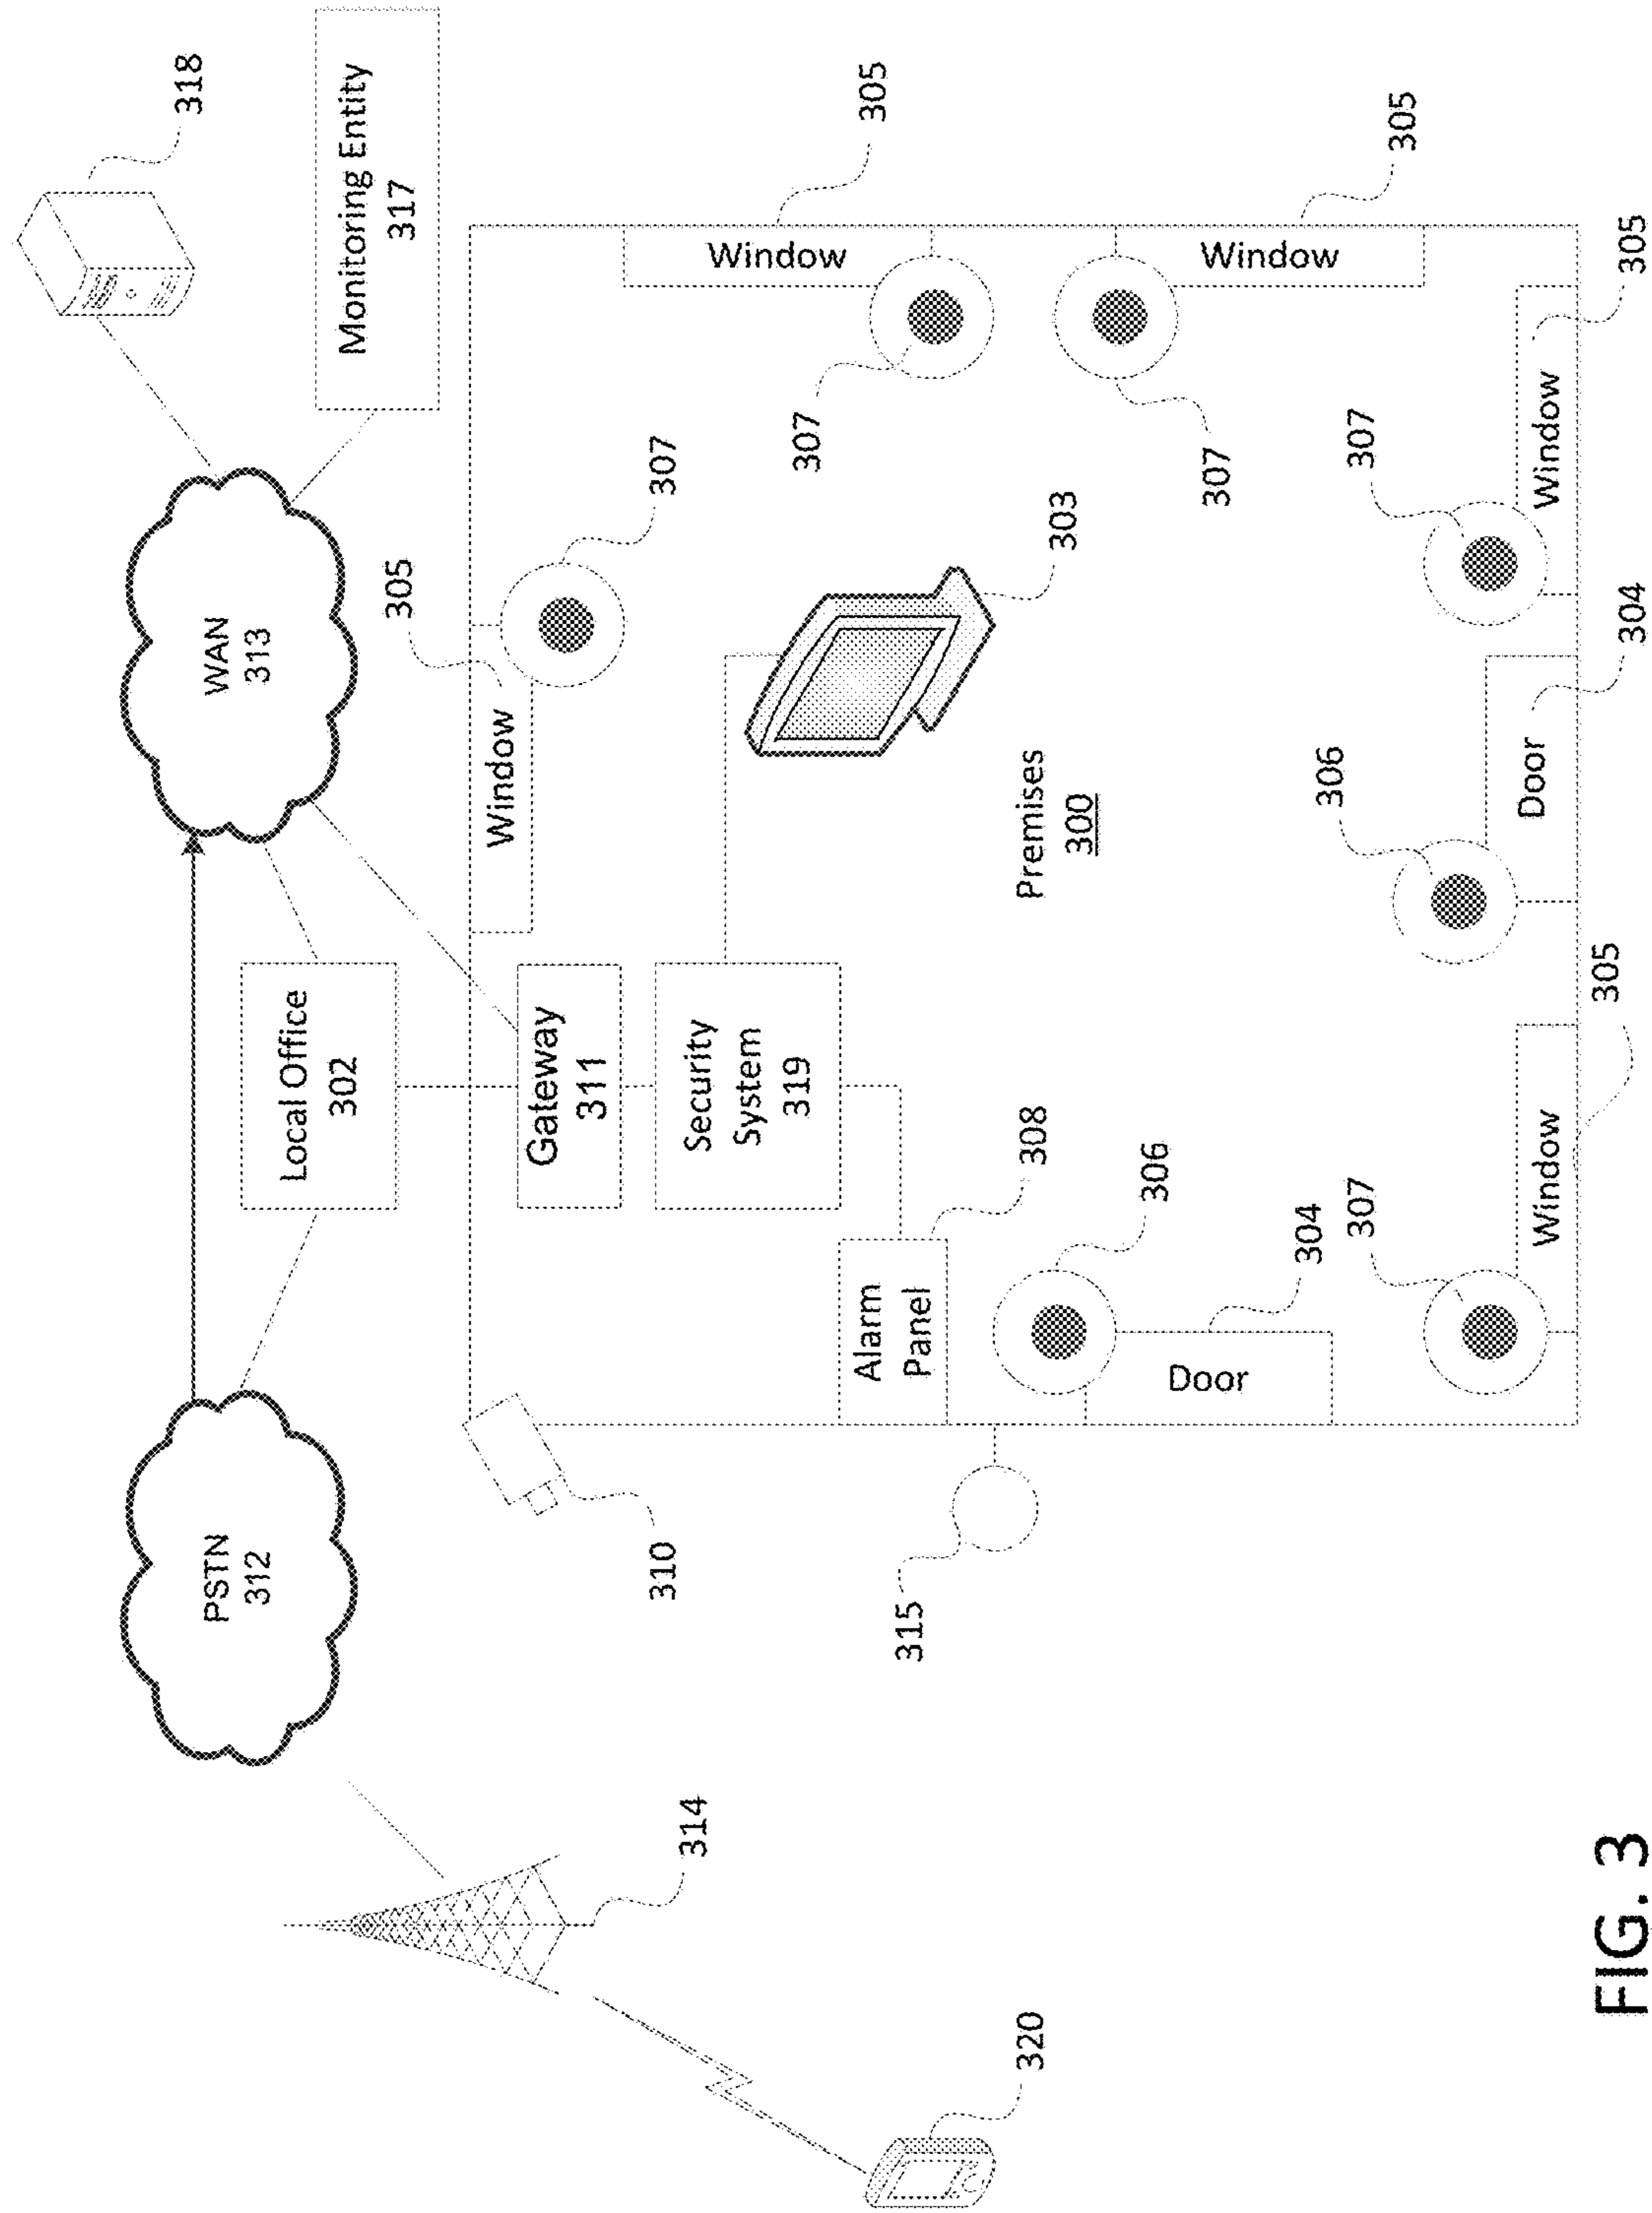 318
PSTN
312
WAN
313
Local Office
302
Monitoring Entity
317
305
Window
Gateway
311
310
307
314
Security
System
319
Window
307
305
Alarm
Panel
315
320
308
Premises
300
303
306
Door
307
Window
304
306
307
307
305
Door
Window
Window
305
304
305
FIG. 3